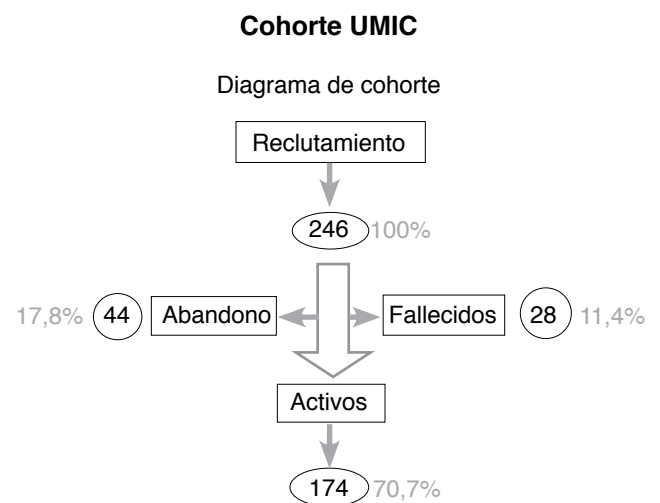 Cohorte UMIC
Diagrama de cohorte
Reclutamiento
246 100%
17,8% 44 Abandono Fallecidos 28 11,4%
Activos
174 70,7%